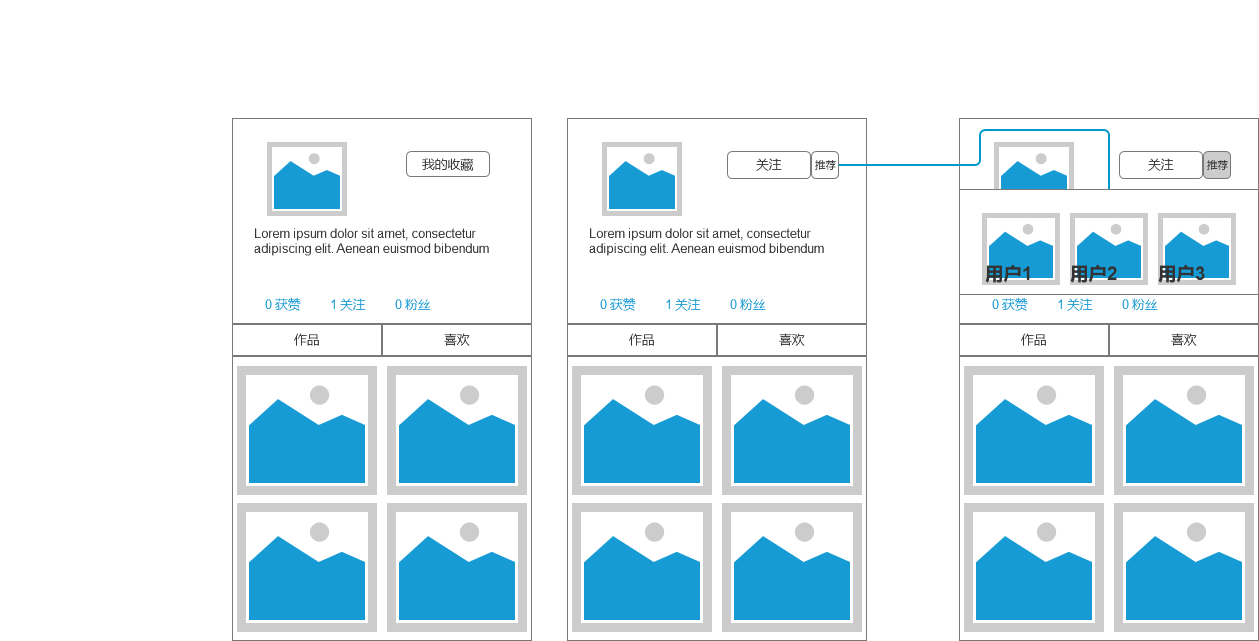 我的收藏
Lorem ipsum dolor sit amet, consectetur
adipiscing elit. Aenean euismod bibendum
0 获赞 1 关注 0 粉丝
作品 喜欢
关注 推荐
Lorem ipsum dolor sit amet, consectetur
adipiscing elit. Aenean euismod bibendum
0 获赞 1 关注 0 粉丝
作品 喜欢
关注 推荐
用户1 用户2 用户3
0 获赞 1 关注 0 粉丝
作品 喜欢